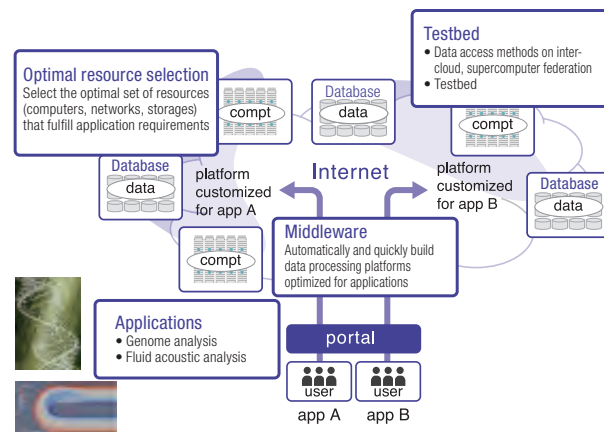 Optimal resource selection
Select the optimal set of resources
(computers, networks, storages)
that fulfill application requirements
compt
Database
data
Testbed
• Data access methods on inter-
cloud, supercomputer federation
• Testbed
compt
Database
data
platform
customized
for app A
Internet
platform
customized
for app B
Database
data
compt
Middleware
Automatically and quickly build
data processing platforms
optimized for applications
Applications
• Genome analysis
• Fluid acoustic analysis
portal
user
user
app A
app B